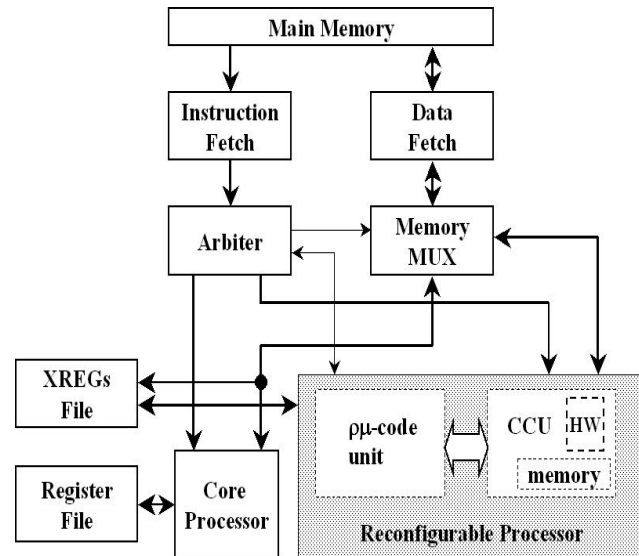 Main Memory
Instruction
Fetch
Data
Fetch
Arbiter
Memory
MUX
XREGs
File
ρμ-code
unit
CCU
HW
memory
Register
File
Core
Processor
Reconfigurable Processor